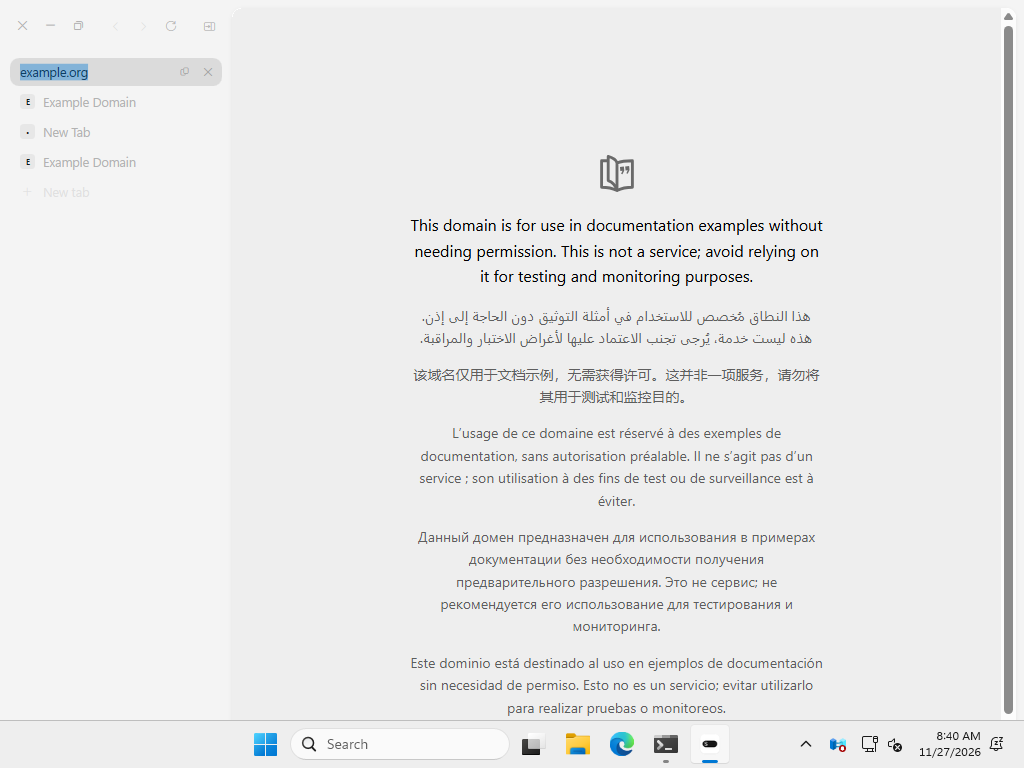 example.org
E Example Domain
New Tab
E Example Domain
+ New tab
This domain is for use in documentation examples without
needing permission. This is not a service; avoid relying on
it for testing and monitoring purposes.
هذا النطاق مُخصص للاستخدام في أمثلة التوثيق دون الحاجة إلى إذن.
هذه ليست خدمة، يُرجى تجنب الاعتماد عليها لأغراض الاختبار والمراقبة.
该域名仅用于文档示例，无需获得许可。这并非一项服务，请勿将
其用于测试和监控目的。
L’usage de ce domaine est réservé à des exemples de
documentation, sans autorisation préalable. Il ne s’agit pas d’un
service ; son utilisation à des fins de test ou de surveillance est à
éviter.
Данный домен предназначен для использования в примерах
документации без необходимости получения
предварительного разрешения. Это не сервис; не
рекомендуется его использование для тестирования и
мониторинга.
Este dominio está destinado al uso en ejemplos de documentación
sin necesidad de permiso. Esto no es un servicio; evitar utilizarlo
para realizar pruebas o monitoreos.
Search
8:40 AM
11/27/2026